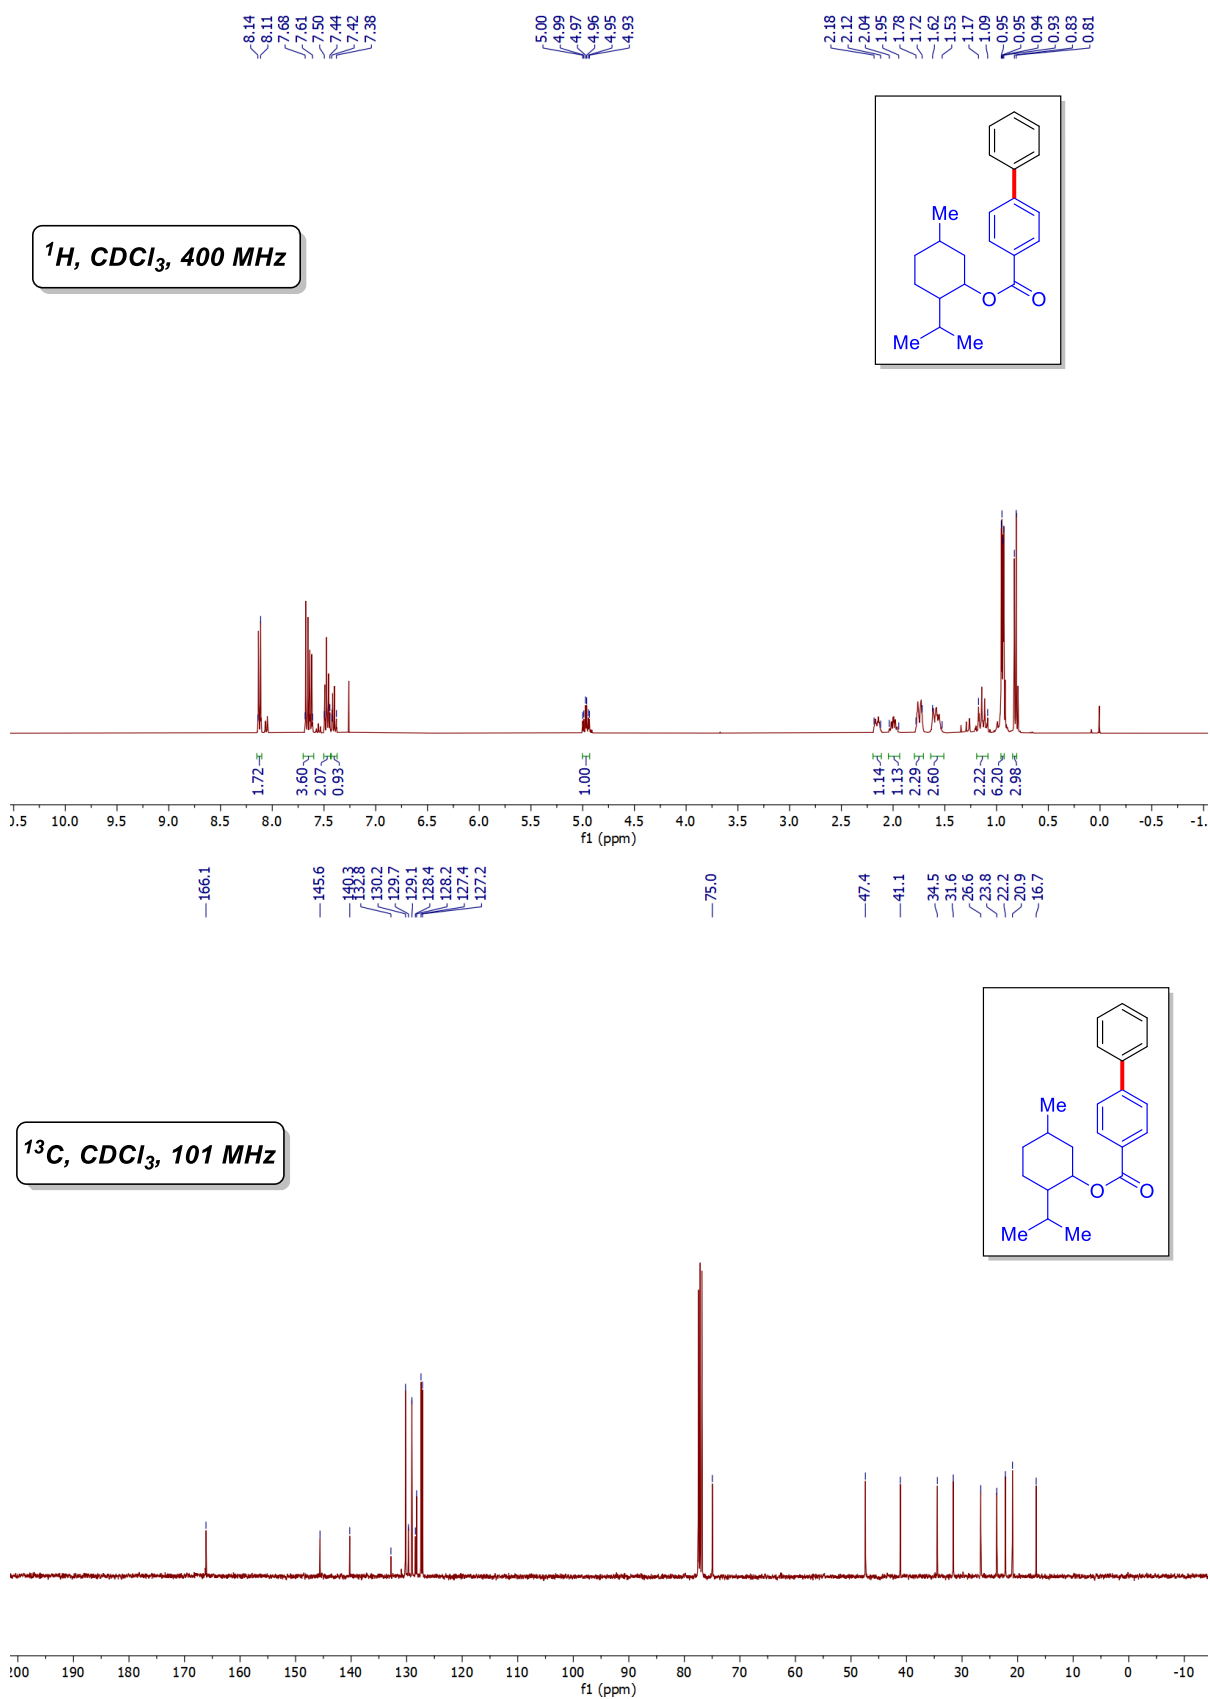 8.14 8.11 7.68 7.61 7.50 7.44 7.42 7.38 5.00 4.99 4.97 4.96 4.95 4.93 2.18 2.12 2.04 1.95 1.78 1.72 1.62 1.53 1.17 1.09 0.95 0.95 0.94 0.93 0.83 0.81
¹H, CDCl₃, 400 MHz
Me
O O
Me Me
1.72 3.60 2.07 0.93 1.00 1.14 1.13 2.29 2.60 2.22 6.20 2.98
0.5 10.0 9.5 9.0 8.5 8.0 7.5 7.0 6.5 6.0 5.5 5.0 4.5 4.0 3.5 3.0 2.5 2.0 1.5 1.0 0.5 0.0 -0.5 -1.
f1 (ppm)
166.1 145.6 140.3 132.8 130.2 129.7 129.1 128.4 128.2 127.4 127.2 75.0 47.4 41.1 34.5 31.6 26.6 23.8 22.2 20.9 16.7
Me
¹³C, CDCl₃, 101 MHz
O O
Me Me
200 190 180 170 160 150 140 130 120 110 100 90 80 70 60 50 40 30 20 10 0 -10
f1 (ppm)